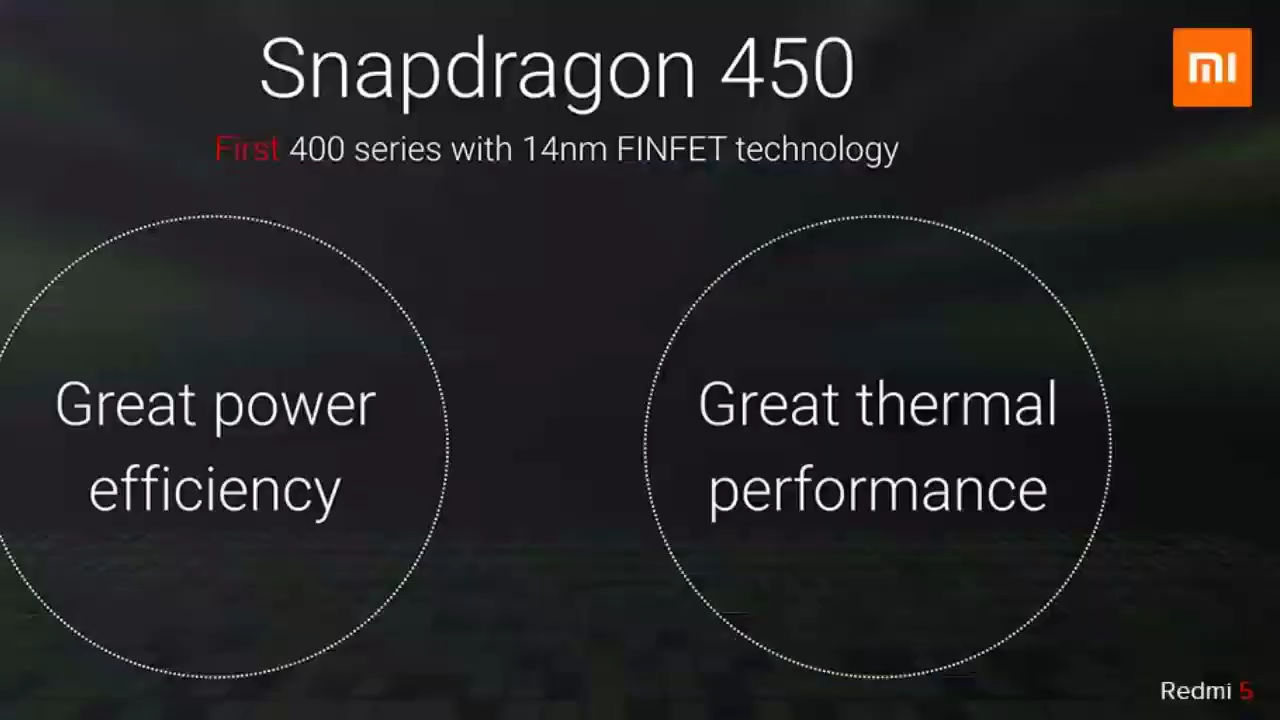 Snapdragon 450
mi
First 400 series with 14nm FINFET technology
Great power
efficiency
Great thermal
performance
Redmi 5